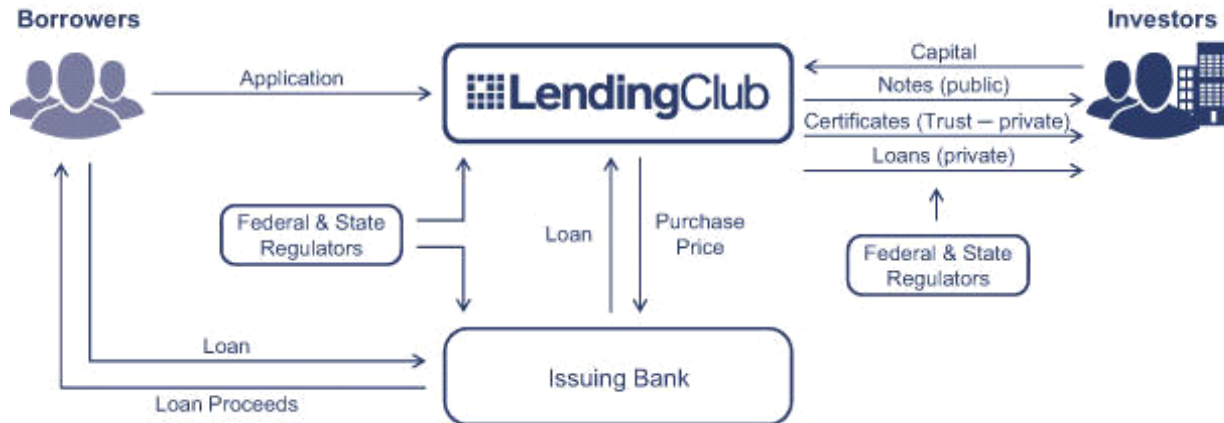 Borrowers
Investors
Application
LendingClub
Capital
Notes (public)
Certificates (Trust — private)
Loans (private)
Federal & State
Regulators
Loan
Purchase
Price
Federal & State
Regulators
Loan
Loan Proceeds
Issuing Bank